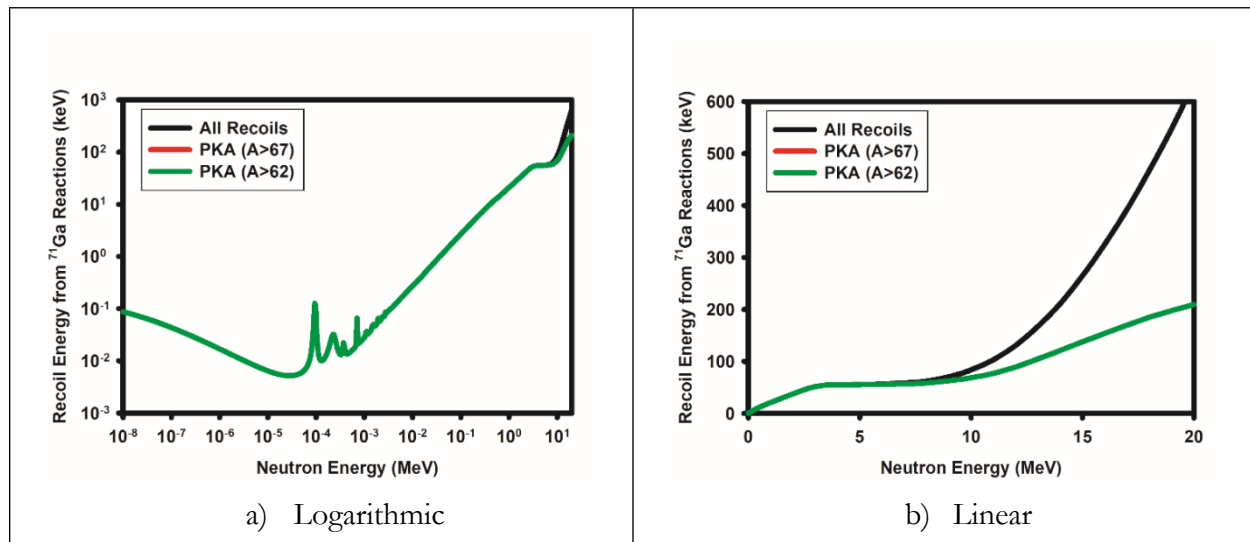 Recoil Energy from ⁷¹Ga Reactions (keV)
10³
10²
10¹
10⁰
10⁻¹
10⁻²
10⁻³
All Recoils
PKA (A>67)
PKA (A>62)
10⁻⁸ 10⁻⁷ 10⁻⁶ 10⁻⁵ 10⁻⁴ 10⁻³ 10⁻² 10⁻¹ 10⁰ 10¹
Neutron Energy (MeV)
a) Logarithmic
Recoil Energy from ⁷¹Ga Reactions (keV)
600
500
400
300
200
100
0
All Recoils
PKA (A>67)
PKA (A>62)
0 5 10 15 20
Neutron Energy (MeV)
b) Linear